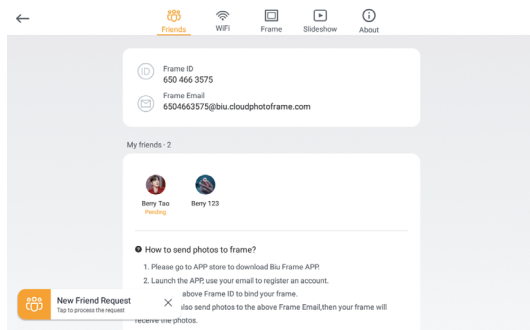 Friends WiFi Frame Slideshow About
ID
Frame ID
650 466 3575
Frame Email
6504663575@biu.cloudphotoframe.com
My friends · 2
Berry Tao Berry 123
Pending
? How to send photos to frame?
1. Please go to APP store to download Biu Frame APP.
2. Launch the APP, use your email to register an account.
above Frame ID to bind your frame.
also send photos to the above Frame Email,then your frame will
receive the photos.
New Friend Request
Tap to process the request